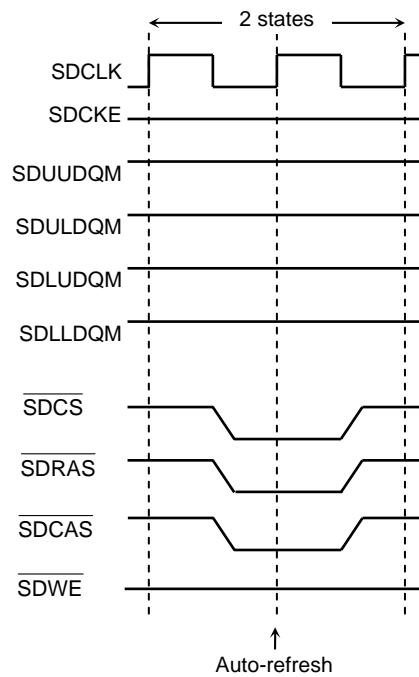 2 states
SDCLK
SDCKE
SDUUDQM
SDULDQM
SDLUDQM
SDLLDQM
SDCS
SDRAS
SDCAS
SDWE
Auto-refresh